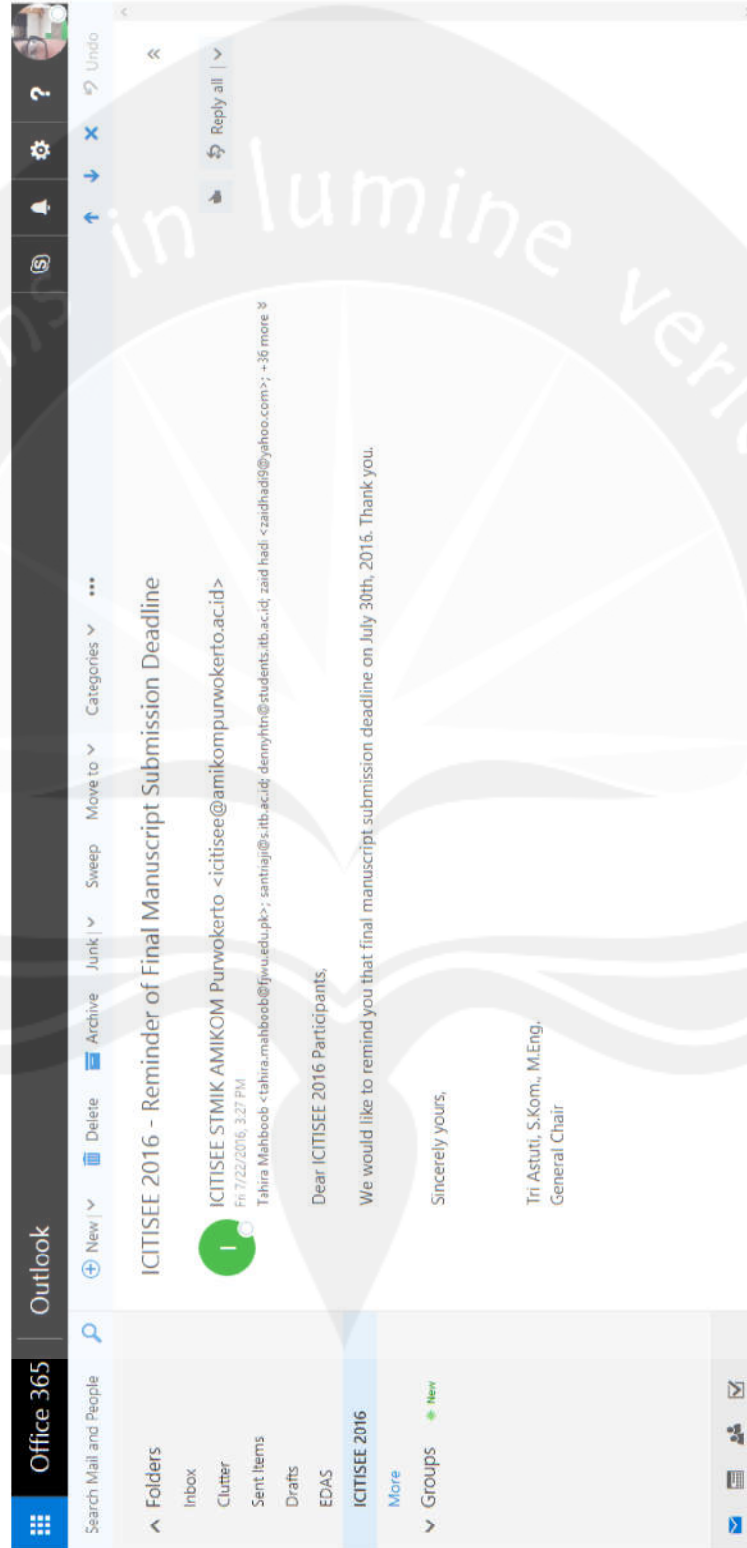 Office 365 Outlook
Search Mail and People
New Delete Archive Junk Sweep Move to Categories ••• Undo
Folders
Inbox
Clutter
Sent Items
Drafts
EDAS
ICITISEE 2016
More
Groups New
ICITISEE 2016 - Reminder of Final Manuscript Submission Deadline
I
ICITISEE STMIK AMIKOM Purwokerto <icitisee@amikompurwokerto.ac.id>
Fri 7/22/2016, 3:27 PM
Tahira Mahboob <tahira.mahboob@fjwu.edu.pk>; santriaji@s.itb.ac.id; dennyhtn@students.itb.ac.id; zaid hadi <zaidhadi9@yahoo.com>; +36 more
Reply all
Dear ICITISEE 2016 Participants,
We would like to remind you that final manuscript submission deadline on July 30th, 2016. Thank you.
Sincerely yours,
Tri Astuti, S.Kom., M.Eng.
General Chair
in lumine